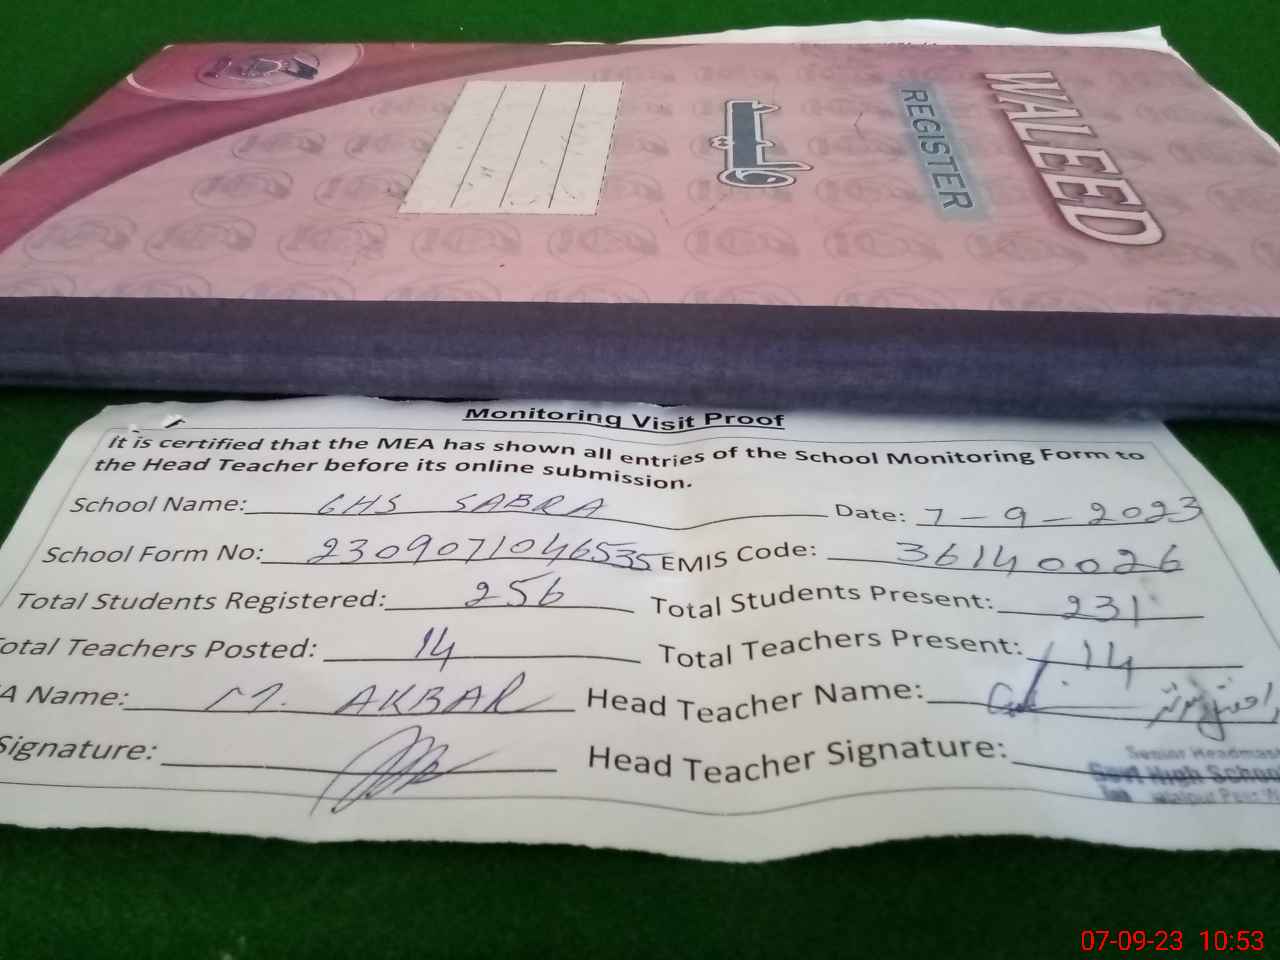 WALEED
REGISTER
Monitoring Visit Proof
It is certified that the MEA has shown all entries of the School Monitoring Form to
the Head Teacher before its online submission.
School Name: GHS SABRA Date: 7-9-2023
School Form No: 2309071046535 EMIS Code: 36140026
Total Students Registered: 256 Total Students Present: 231
otal Teachers Posted: 14 Total Teachers Present: 14
A Name: M. AKBAR Head Teacher Name:
Signature: Head Teacher Signature:
Senior Headmas
Govt High School
07-09-23 10:53